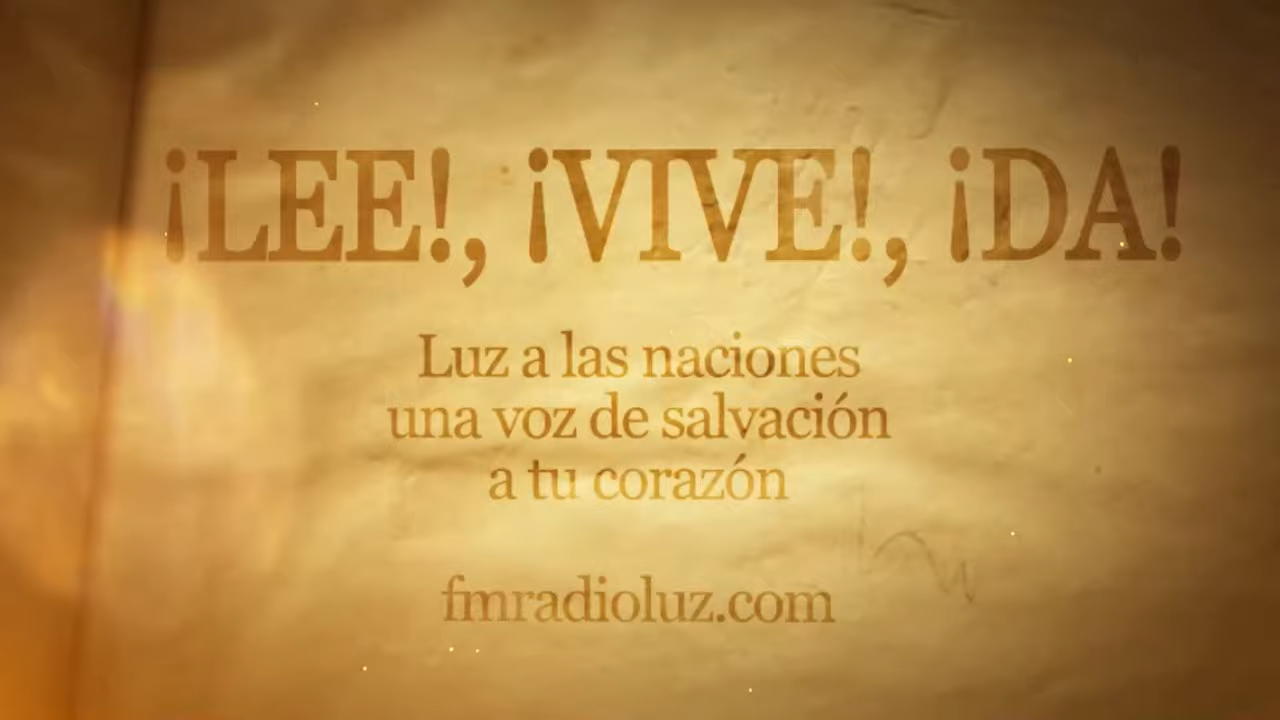 ¡LEE!, ¡VIVE!, ¡DA!
Luz a las naciones
una voz de salvación
a tu corazón
fmradioluz.com